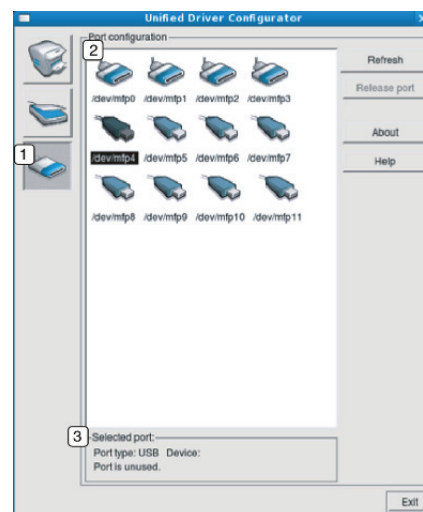 Unified Driver Configurator
Port configuration
2
/dev/mfp0 /dev/mfp1 /dev/mfp2 /dev/mfp3
/dev/mfp4 /dev/mfp5 /dev/mfp6 /dev/mfp7
/dev/mfp8 /dev/mfp9 /dev/mfp10 /dev/mfp11
Refresh
Release port
About
Help
1
3
Selected port:
Port type: USB Device:
Port is unused.
Exit